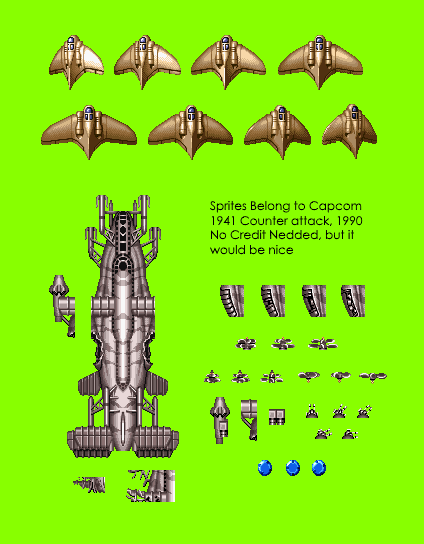 Sprites Belong to Capcom
1941 Counter attack, 1990
No Credit Nedded, but it
would be nice